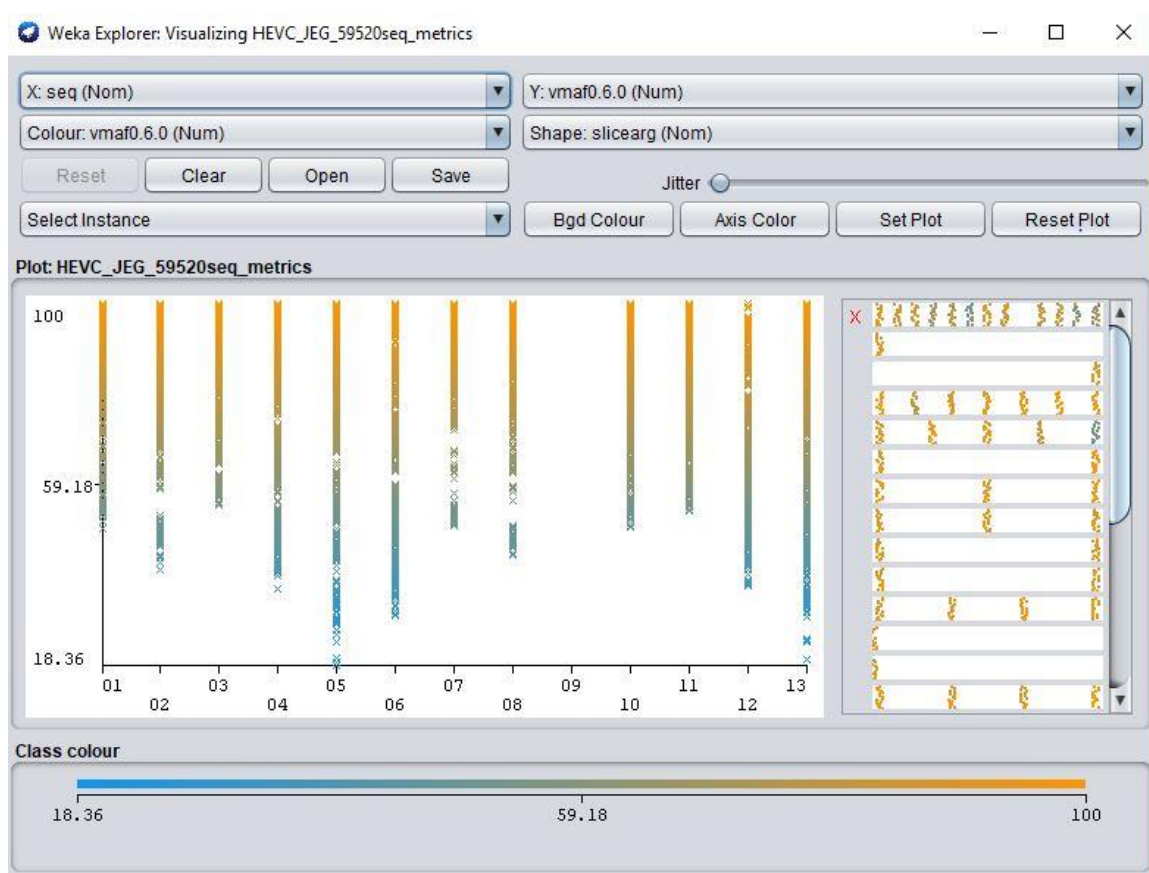 Weka Explorer: Visualizing HEVC_JEG_59520seq_metrics
X: seq (Nom)
Y: vmaf0.6.0 (Num)
Colour: vmaf0.6.0 (Num)
Shape: slicearg (Nom)
Reset Clear Open Save
Jitter
Select Instance
Bgd Colour Axis Color Set Plot Reset Plot
Plot: HEVC_JEG_59520seq_metrics
100
59.18
18.36
01 03 05 07 09 11 13
02 04 06 08 10 12
X
Class colour
18.36 59.18 100